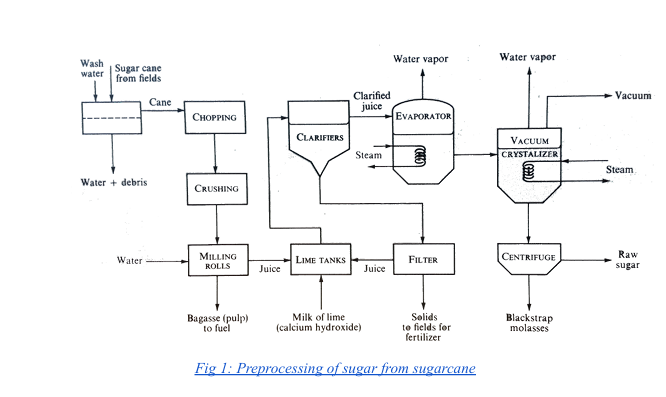 Wash
water
Sugar cane
from fields
Cane
CHOPPING
Water + debris
CRUSHING
Water
MILLING
ROLLS
Juice
Bagasse (pulp)
to fuel
LIME TANKS
Milk of lime
(calcium hydroxide)
Juice
FILTER
Solids
to fields for
fertilizer
CLARIFIERS
Clarified
juice
Water vapor
EVAPORATOR
Steam
Water vapor
Vacuum
VACUUM
CRYSTALIZER
Steam
CENTRIFUGE
Raw
sugar
Blackstrap
molasses
Fig 1: Preprocessing of sugar from sugarcane